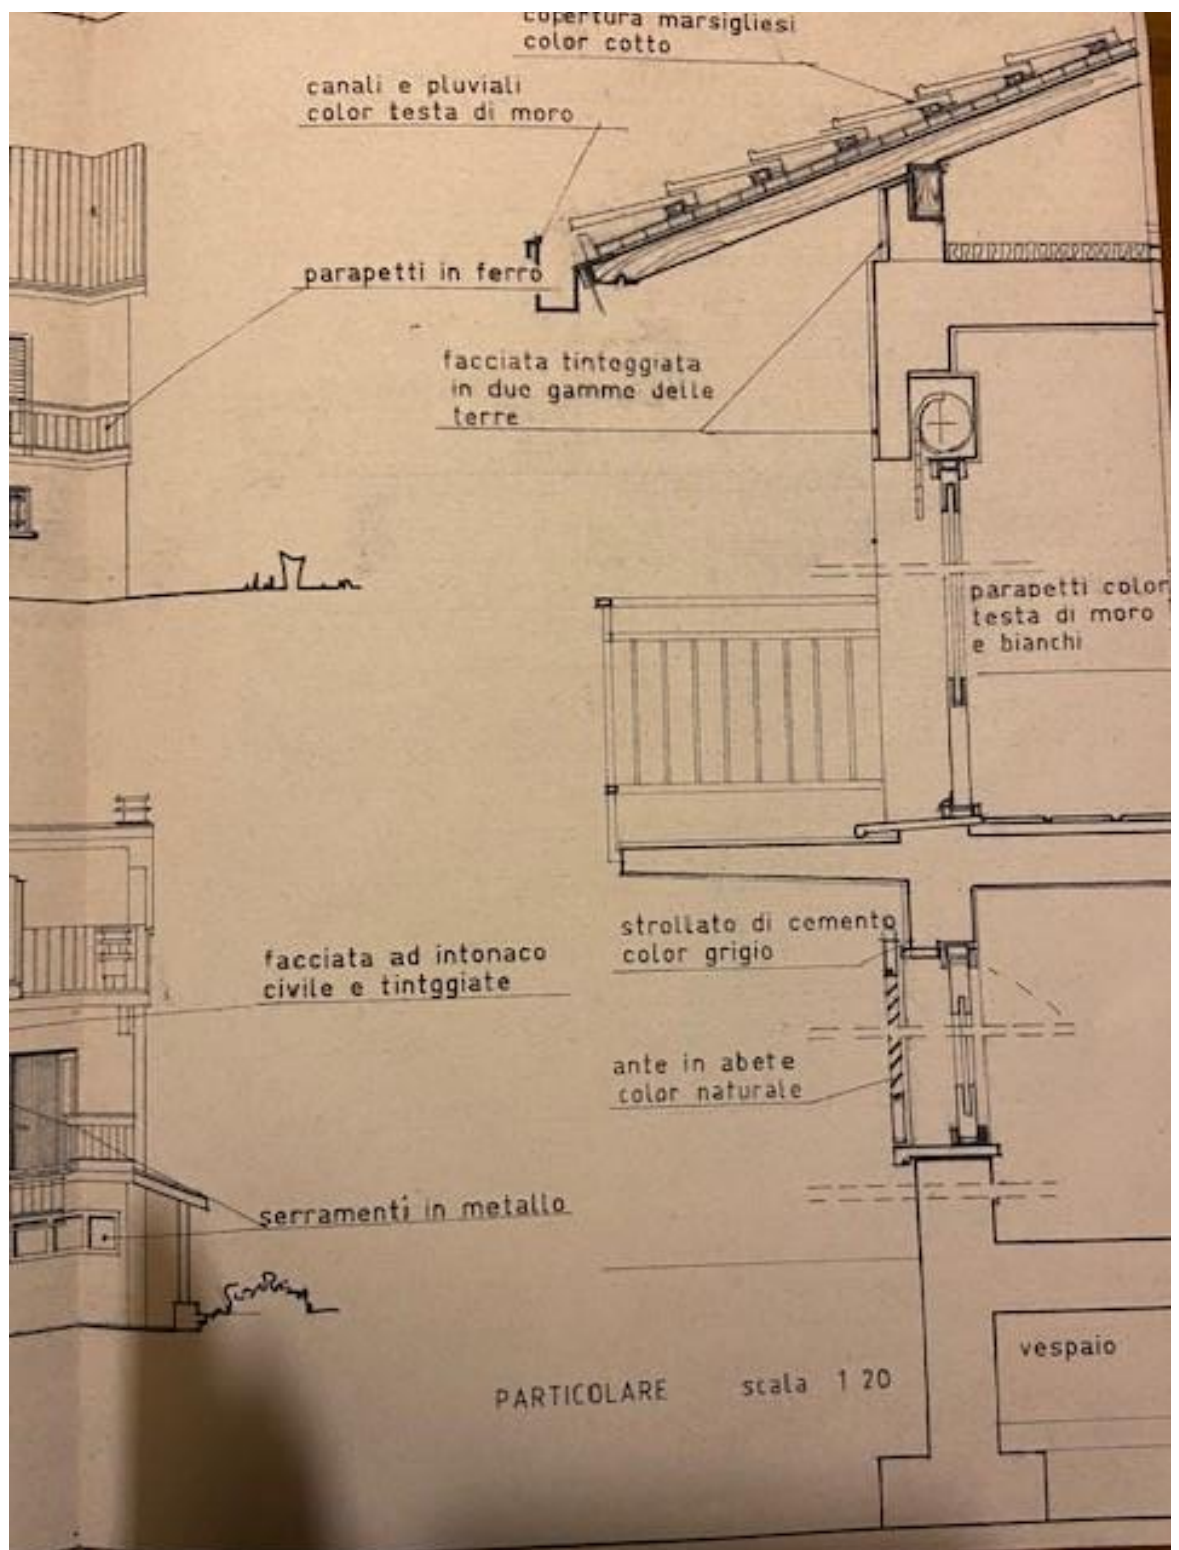 copertura marsigliesi
color cotto
canali e pluviali
color testa di moro
parapetti in ferro
facciata tinteggiata
in due gamme delle
terre
parapetti color
testa di moro
e bianchi
strollato di cemento
color grigio
facciata ad intonaco
civile e tintggiate
ante in abete
color naturale
serramenti in metallo
vespaio
PARTICOLARE scala 1 20